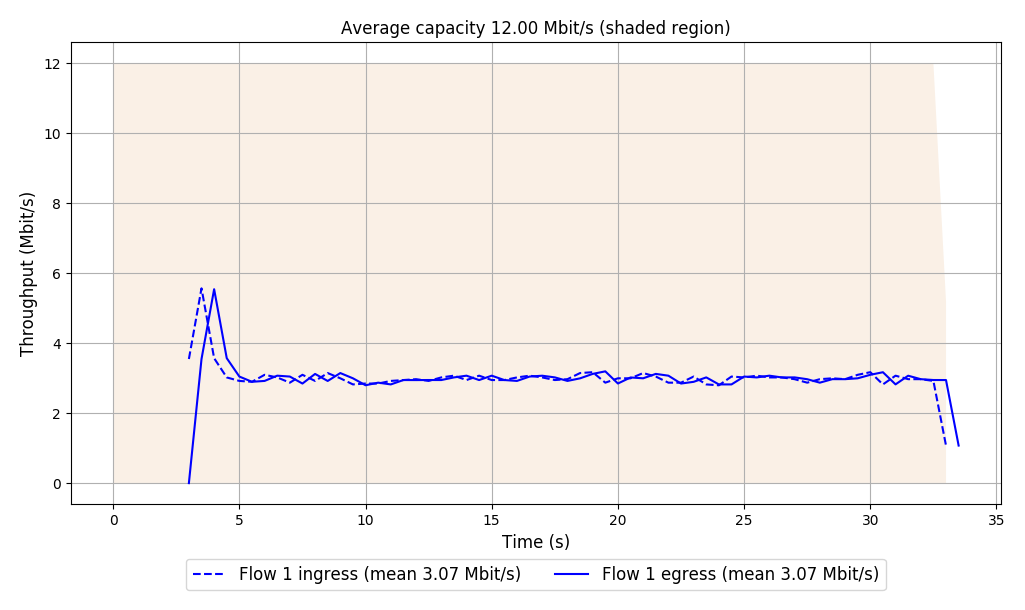 Average capacity 12.00 Mbit/s (shaded region)
Throughput (Mbit/s)
12
10
8
6
4
2
0
0 5 10 15 20 25 30 35
Time (s)
Flow 1 ingress (mean 3.07 Mbit/s) Flow 1 egress (mean 3.07 Mbit/s)